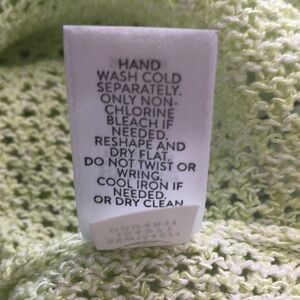 HAND
WASH COLD
SEPARATELY.
ONLY NON-
CHLORINE
BLEACH IF
NEEDED.
RESHAPE AND
DRY FLAT.
DO NOT TWIST OR
WRING.
COOL IRON IF
NEEDED.
OR DRY CLEAN